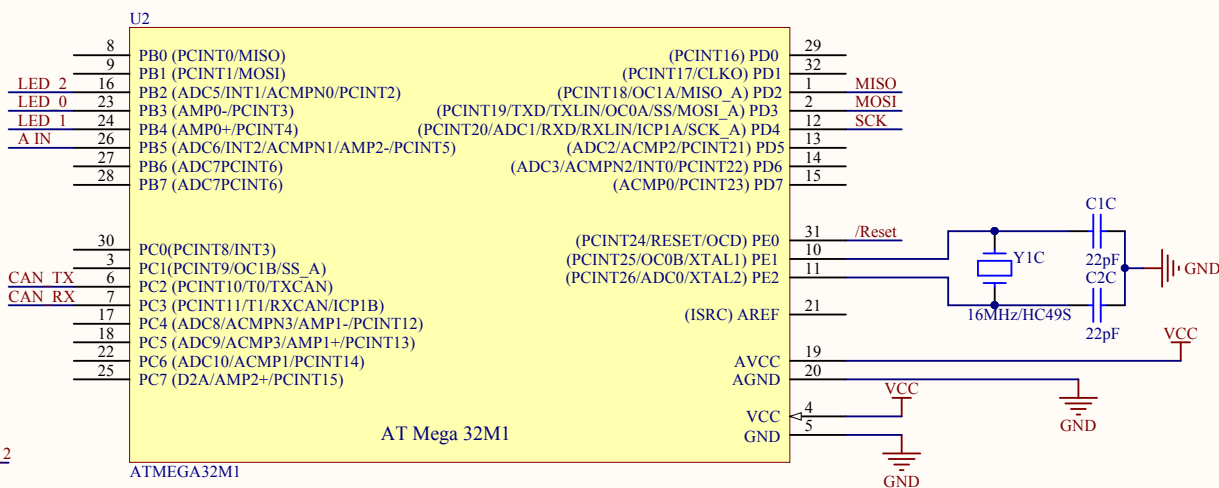 U2
8 PB0 (PCINT0/MISO)
9 PB1 (PCINT1/MOSI)
LED_2 16 PB2 (ADC5/INT1/ACMPN0/PCINT2)
LED_0 23 PB3 (AMP0-/PCINT3)
LED_1 24 PB4 (AMP0+/PCINT4)
A IN 26 PB5 (ADC6/INT2/ACMPN1/AMP2-/PCINT5)
27 PB6 (ADC7PCINT6)
28 PB7 (ADC7PCINT6)
30 PC0(PCINT8/INT3)
3 PC1(PCINT9/OC1B/SS_A)
CAN_TX 6 PC2 (PCINT10/T0/TXCAN)
CAN_RX 7 PC3 (PCINT11/T1/RXCAN/ICP1B)
17 PC4 (ADC8/ACMPN3/AMP1-/PCINT12)
18 PC5 (ADC9/ACMP3/AMP1+/PCINT13)
22 PC6 (ADC10/ACMP1/PCINT14)
25 PC7 (D2A/AMP2+/PCINT15)
(PCINT16) PD0 29
(PCINT17/CLKO) PD1 32
(PCINT18/OC1A/MISO_A) PD2 1 MISO
(PCINT19/TXD/TXLIN/OC0A/SS/MOSI_A) PD3 2 MOSI
(PCINT20/ADC1/RXD/RXLIN/ICP1A/SCK_A) PD4 12 SCK
(ADC2/ACMP2/PCINT21) PD5 13
(ADC3/ACMPN2/INT0/PCINT22) PD6 14
(ACMP0/PCINT23) PD7 15
(PCINT24/RESET/OCD) PE0 31 /Reset
(PCINT25/OC0B/XTAL1) PE1 10
(PCINT26/ADC0/XTAL2) PE2 11
(ISRC) AREF 21
AVCC 19
AGND 20
VCC 4
GND 5
AT Mega 32M1
ATMEGA32M1
2
C1C
22pF
Y1C
16MHz/HC49S
C2C
22pF
GND
VCC
GND
VCC
GND